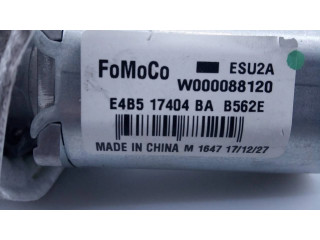 FoMoCo ESU2A
W000088120
E4B5 17404 BA B562E
MADE IN CHINA M 1647 17/12/27